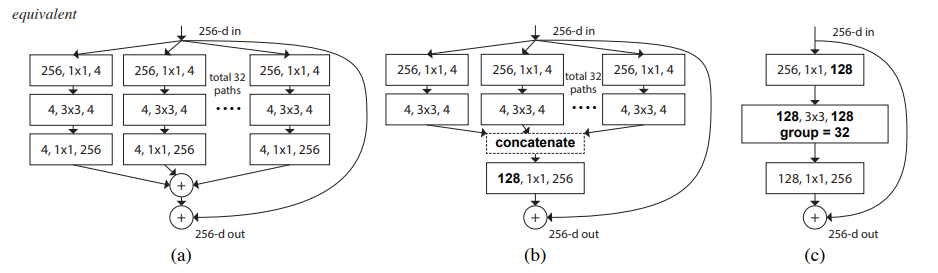 equivalent
256-d in
256, 1x1, 4
256, 1x1, 4
total 32
paths
256, 1x1, 4
4, 3x3, 4
4, 3x3, 4
....
4, 3x3, 4
4, 1x1, 256
4, 1x1, 256
4, 1x1, 256
+
+
256-d out
(a)
256-d in
256, 1x1, 4
256, 1x1, 4
total 32
paths
256, 1x1, 4
4, 3x3, 4
4, 3x3, 4
....
4, 3x3, 4
concatenate
128, 1x1, 256
+
256-d out
(b)
256-d in
256, 1x1, 128
128, 3x3, 128
group = 32
128, 1x1, 256
+
256-d out
(c)